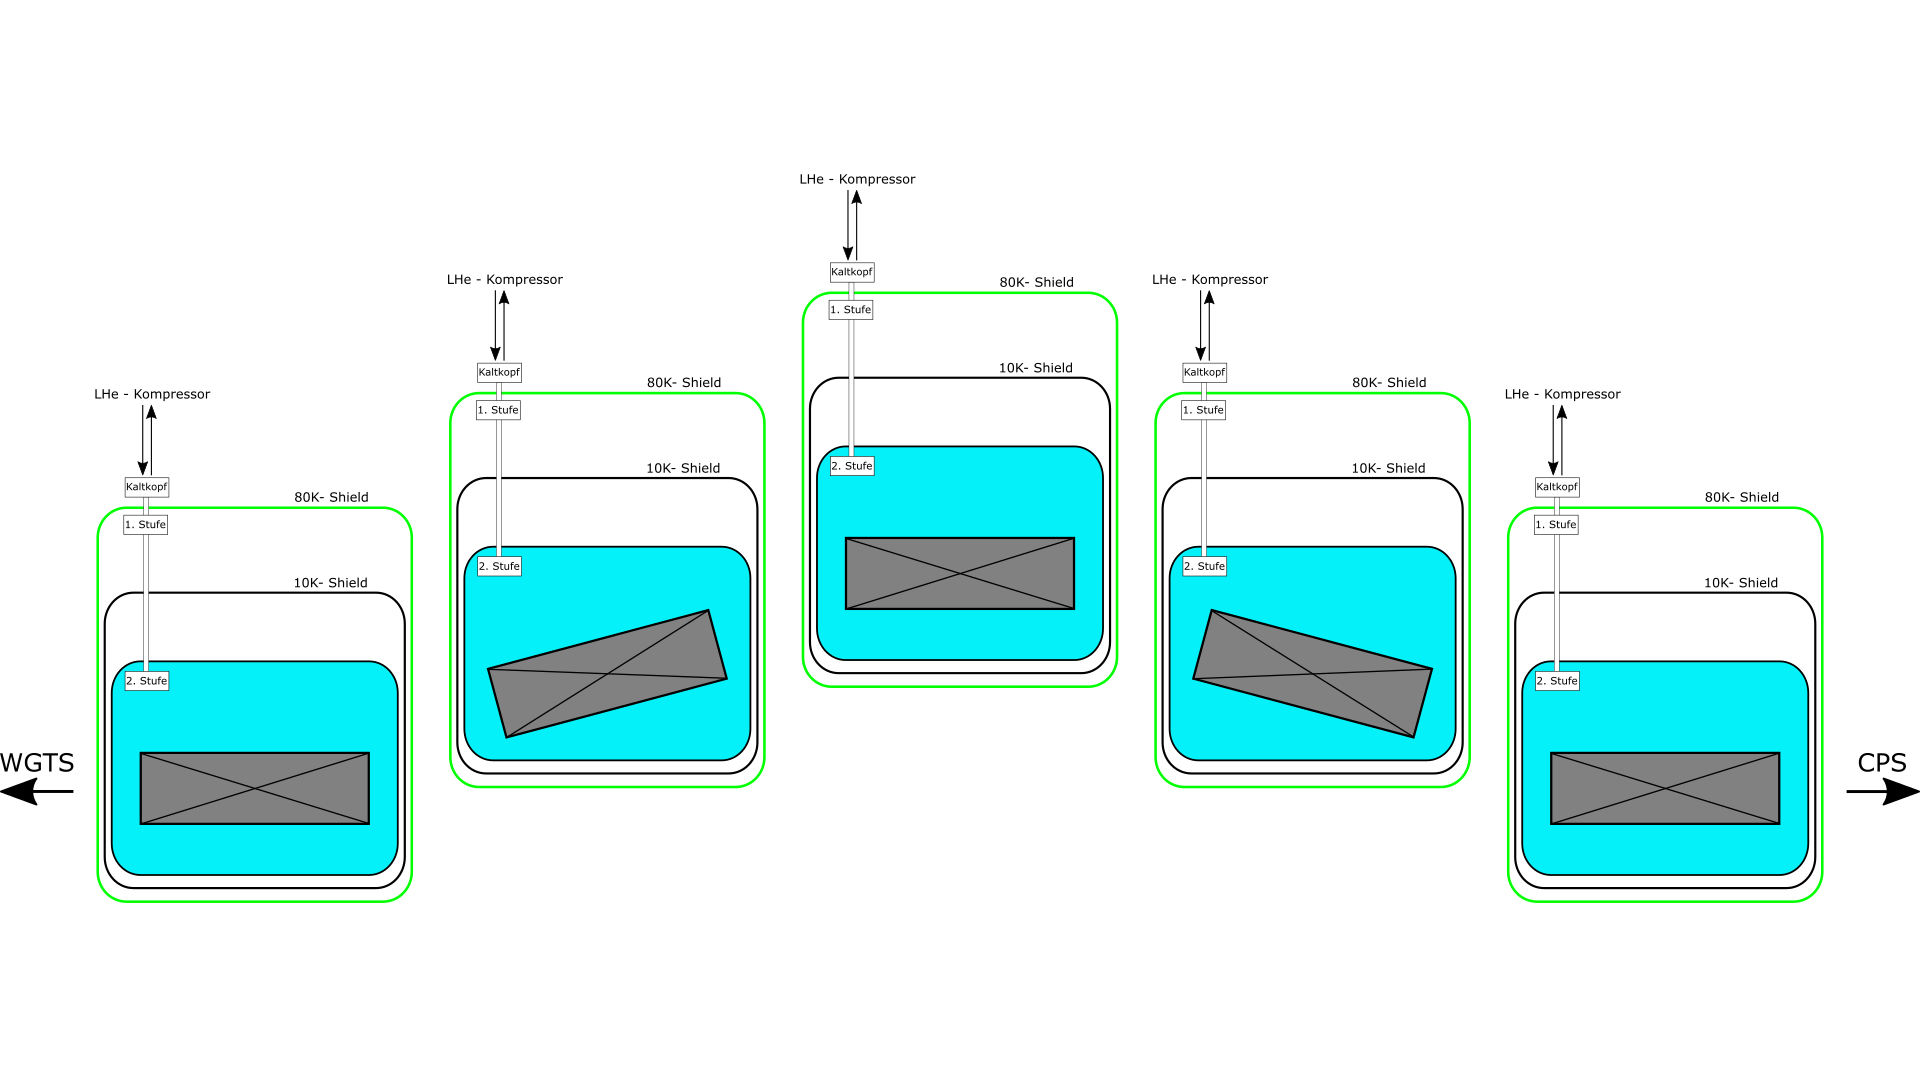 LHe - Kompressor
Kaltkopf
80K- Shield
1. Stufe
10K- Shield
2. Stufe
LHe - Kompressor
Kaltkopf
80K- Shield
1. Stufe
10K- Shield
2. Stufe
LHe - Kompressor
Kaltkopf
80K- Shield
1. Stufe
10K- Shield
2. Stufe
LHe - Kompressor
Kaltkopf
80K- Shield
1. Stufe
10K- Shield
2. Stufe
LHe - Kompressor
Kaltkopf
80K- Shield
1. Stufe
10K- Shield
2. Stufe
WGTS
CPS